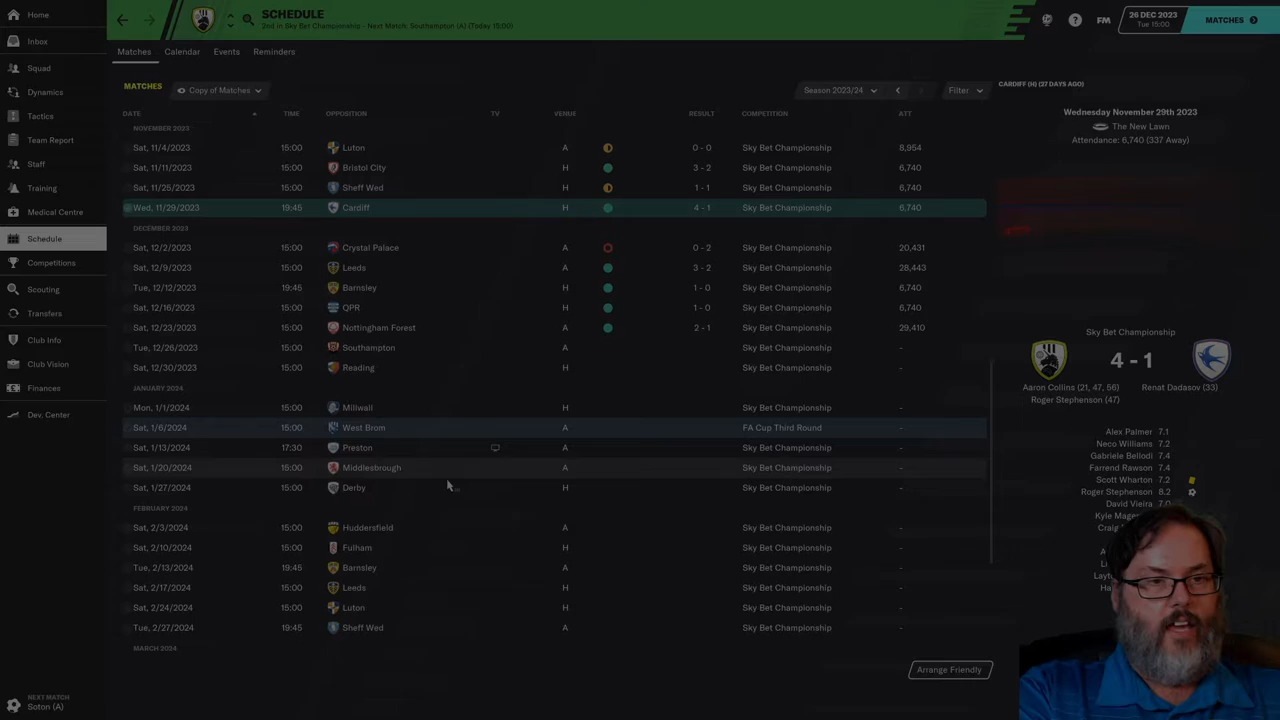 Home
SCHEDULE
2nd in Sky Bet Championship - Next Match: Southampton (A) (Today 15:00)
FM
26 DEC 2023
Tue 15:00
MATCHES
Inbox
Squad
Dynamics
Tactics
Team Report
Staff
Training
Medical Centre
Schedule
Competitions
Scouting
Transfers
Club Info
Club Vision
Finances
Dev. Center
NEXT MATCH
Soton (A)
Matches Calendar Events Reminders
MATCHES Copy of Matches Season 2023/24 Filter
DATE TIME OPPOSITION TV VENUE RESULT COMPETITION ATT
NOVEMBER 2023
Sat, 11/4/2023 15:00 Luton A 0 - 0 Sky Bet Championship 8,954
Sat, 11/11/2023 15:00 Bristol City H 3 - 2 Sky Bet Championship 6,740
Sat, 11/25/2023 15:00 Sheff Wed H 1 - 1 Sky Bet Championship 6,740
Wed, 11/29/2023 19:45 Cardiff H 4 - 1 Sky Bet Championship 6,740
DECEMBER 2023
Sat, 12/2/2023 15:00 Crystal Palace A 0 - 2 Sky Bet Championship 20,431
Sat, 12/9/2023 15:00 Leeds A 3 - 2 Sky Bet Championship 28,443
Tue, 12/12/2023 19:45 Barnsley H 1 - 0 Sky Bet Championship 6,740
Sat, 12/16/2023 15:00 QPR H 1 - 0 Sky Bet Championship 6,740
Sat, 12/23/2023 15:00 Nottingham Forest A 2 - 1 Sky Bet Championship 29,410
Tue, 12/26/2023 15:00 Southampton A - Sky Bet Championship -
Sat, 12/30/2023 15:00 Reading H - Sky Bet Championship -
JANUARY 2024
Mon, 1/1/2024 15:00 Millwall H - Sky Bet Championship -
Sat, 1/6/2024 15:00 West Brom A - FA Cup Third Round -
Sat, 1/13/2024 17:30 Preston A - Sky Bet Championship -
Sat, 1/20/2024 15:00 Middlesbrough A - Sky Bet Championship -
Sat, 1/27/2024 15:00 Derby H - Sky Bet Championship -
FEBRUARY 2024
Sat, 2/3/2024 15:00 Huddersfield A - Sky Bet Championship -
Sat, 2/10/2024 15:00 Fulham H - Sky Bet Championship -
Tue, 2/13/2024 19:45 Barnsley A - Sky Bet Championship -
Sat, 2/17/2024 15:00 Leeds H - Sky Bet Championship -
Sat, 2/24/2024 15:00 Luton H - Sky Bet Championship -
Tue, 2/27/2024 19:45 Sheff Wed A - Sky Bet Championship -
MARCH 2024
Arrange Friendly
CARDIFF (H) (27 DAYS AGO)
Wednesday November 29th 2023
The New Lawn
Attendance: 6,740 (337 Away)
Sky Bet Championship
4 - 1
Aaron Collins (21, 47, 56) Renat Dadasov (33)
Roger Stephenson (47)
Alex Palmer 7.1
Neco Williams 7.2
Gabriele Bellodi 7.4
Farrend Rawson 7.4
Scott Wharton 7.2
Roger Stephenson 8.2
David Vieira 7.0
Kyle
Craig